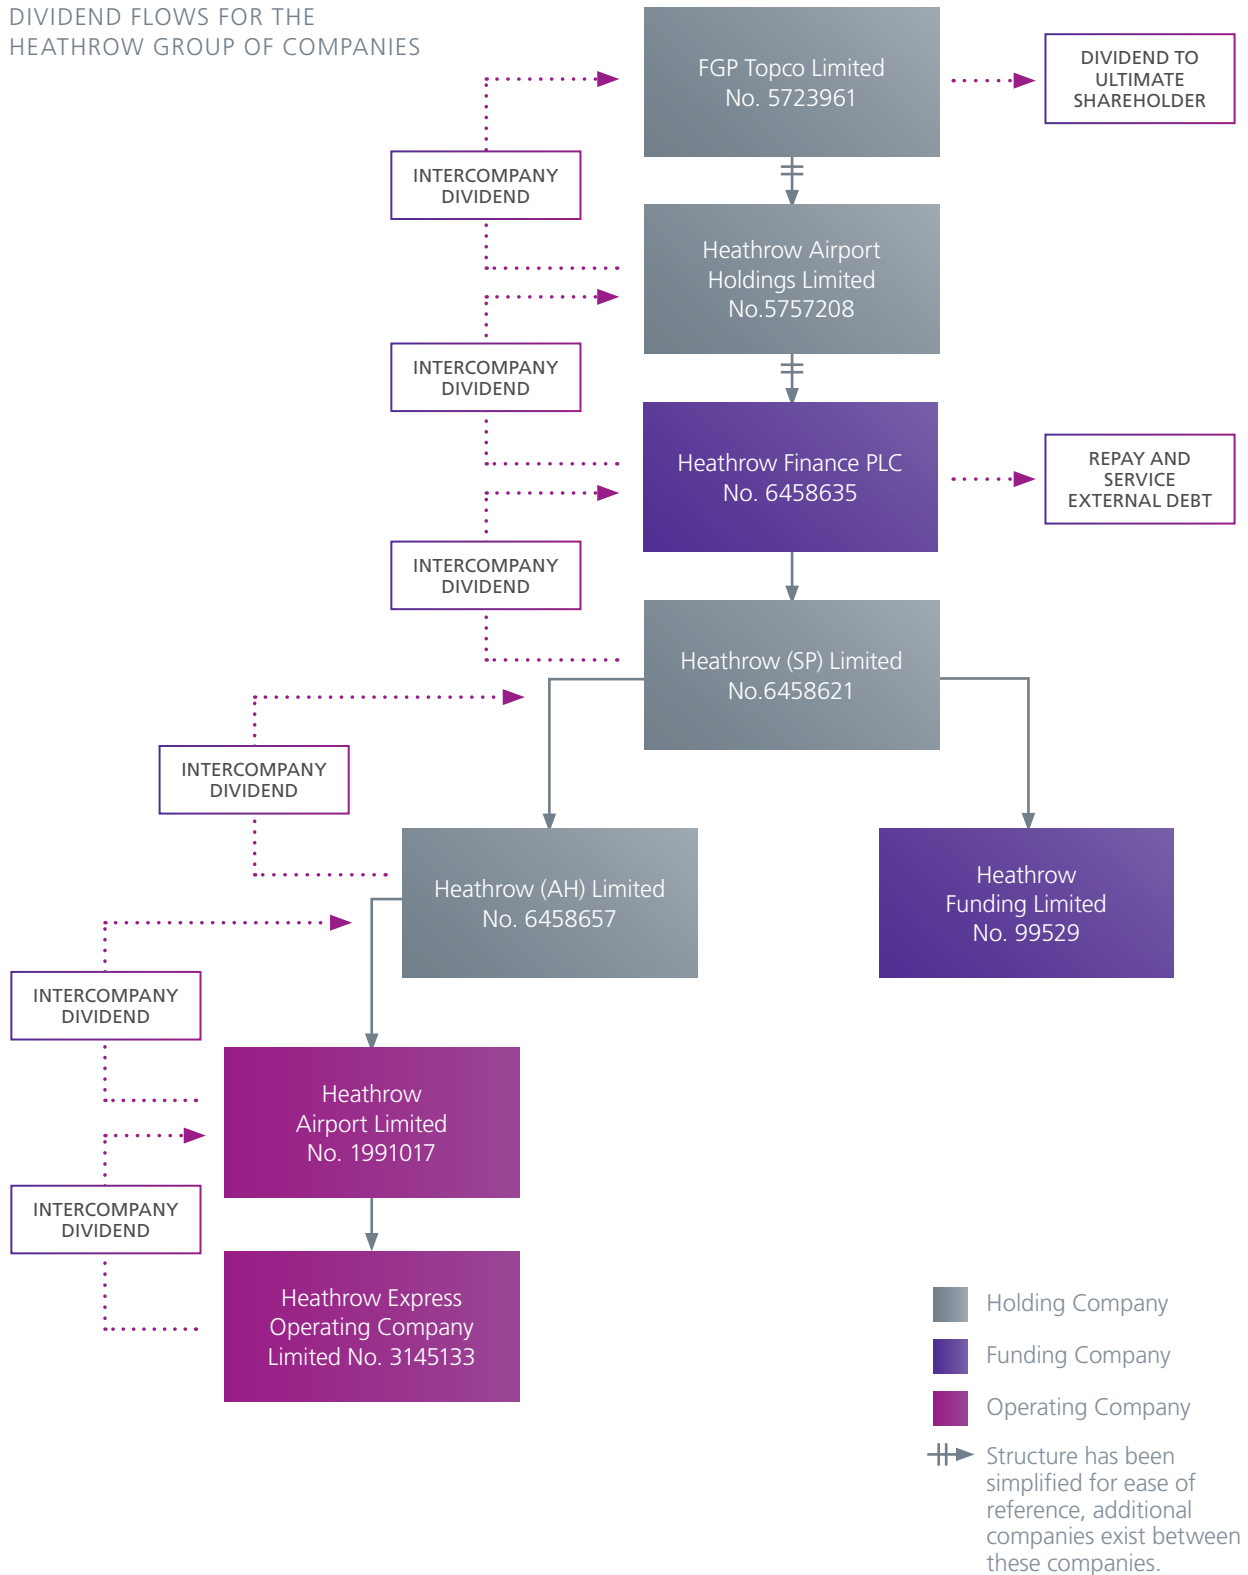 DIVIDEND FLOWS FOR THE
HEATHROW GROUP OF COMPANIES
FGP Topco Limited
No. 5723961
DIVIDEND TO
ULTIMATE
SHAREHOLDER
INTERCOMPANY
DIVIDEND
Heathrow Airport
Holdings Limited
No.5757208
INTERCOMPANY
DIVIDEND
Heathrow Finance PLC
No. 6458635
REPAY AND
SERVICE
EXTERNAL DEBT
INTERCOMPANY
DIVIDEND
Heathrow (SP) Limited
No.6458621
INTERCOMPANY
DIVIDEND
Heathrow (AH) Limited
No. 6458657
Heathrow
Funding Limited
No. 99529
INTERCOMPANY
DIVIDEND
Heathrow
Airport Limited
No. 1991017
INTERCOMPANY
DIVIDEND
Heathrow Express
Operating Company
Limited No. 3145133
Holding Company
Funding Company
Operating Company
Structure has been
simplified for ease of
reference, additional
companies exist between
these companies.